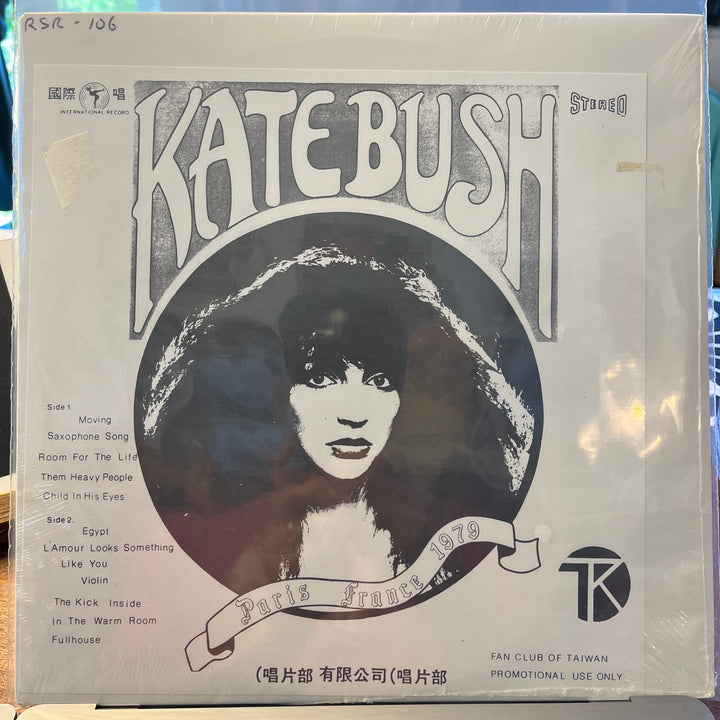 RSR - 106
國際 唱
INTERNATIONAL RECORD
KATE BUSH
STEREO
Side 1.
Moving
Saxophone Song
Room For The Life
Them Heavy People
Child In His Eyes
Side 2.
Egypt
L'Amour Looks Something
Like You
Violin
The Kick Inside
In The Warm Room
Fullhouse
Paris France 1979
TK
(唱片部 有限公司(唱片部
FAN CLUB OF TAIWAN
PROMOTIONAL USE ONLY